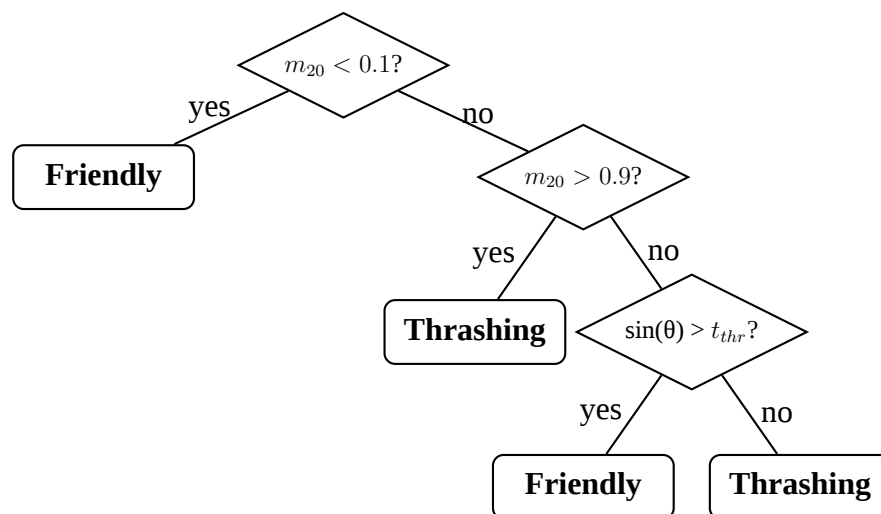 m₂₀ < 0.1?
yes
no
Friendly
m₂₀ > 0.9?
yes
no
Thrashing
sin(θ) > tₜₕᵣ?
yes
no
Friendly
Thrashing